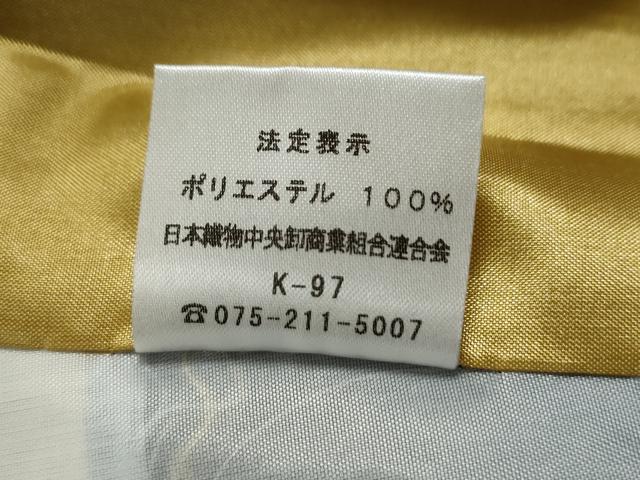 法定表示
ポリエステル 100%
日本織物中央卸商業組合連合会
K-97
☎075-211-5007